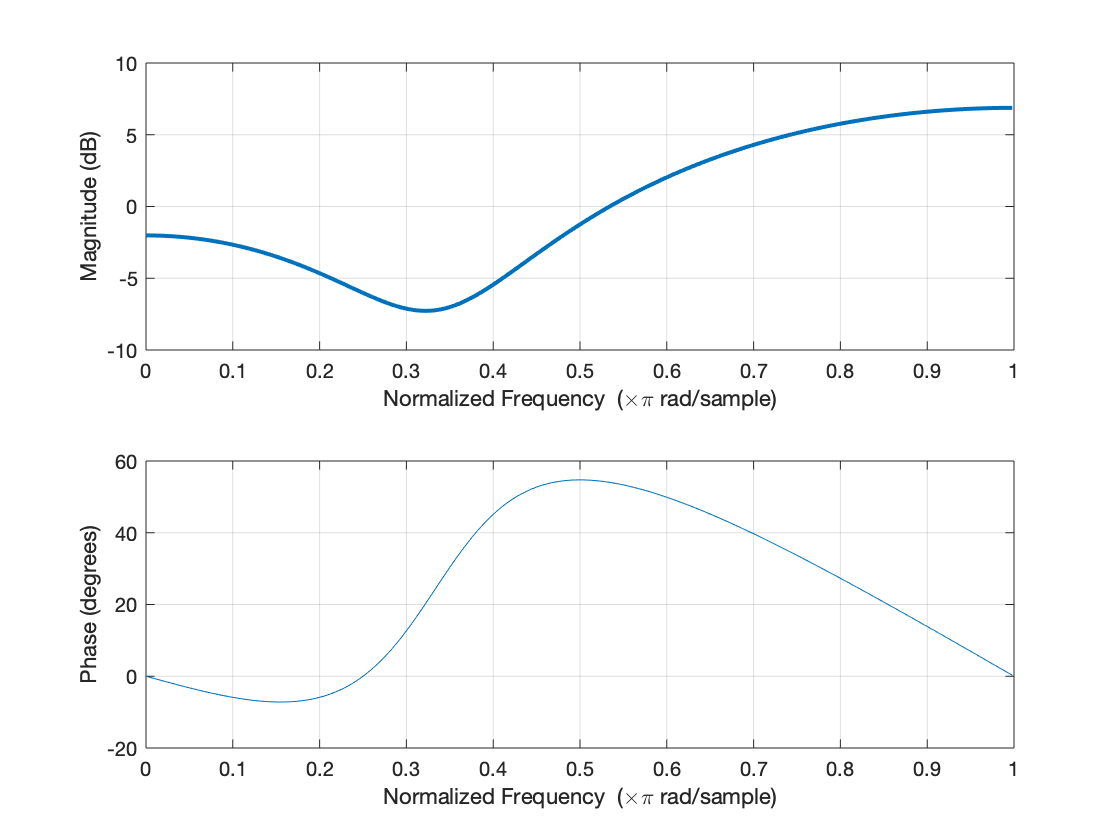 10
5
0
-5
-10
Magnitude (dB)
0 0.1 0.2 0.3 0.4 0.5 0.6 0.7 0.8 0.9 1
Normalized Frequency (×π rad/sample)
60
40
20
0
-20
Phase (degrees)
0 0.1 0.2 0.3 0.4 0.5 0.6 0.7 0.8 0.9 1
Normalized Frequency (×π rad/sample)